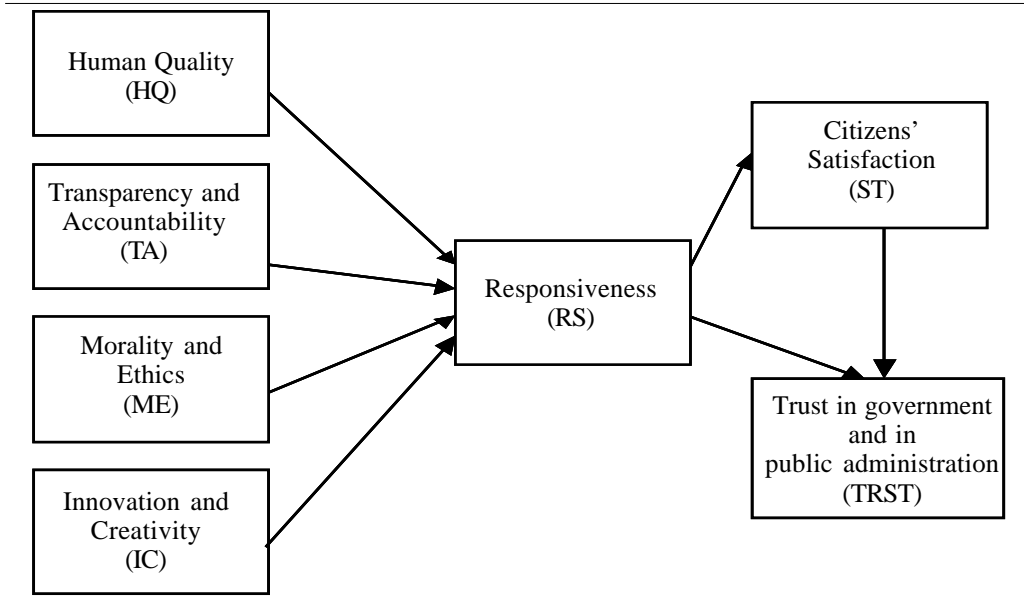 Human Quality
(HQ)
Transparency and
Accountability
(TA)
Morality and
Ethics
(ME)
Innovation and
Creativity
(IC)
Responsiveness
(RS)
Citizens’
Satisfaction
(ST)
Trust in government
and in
public administration
(TRST)